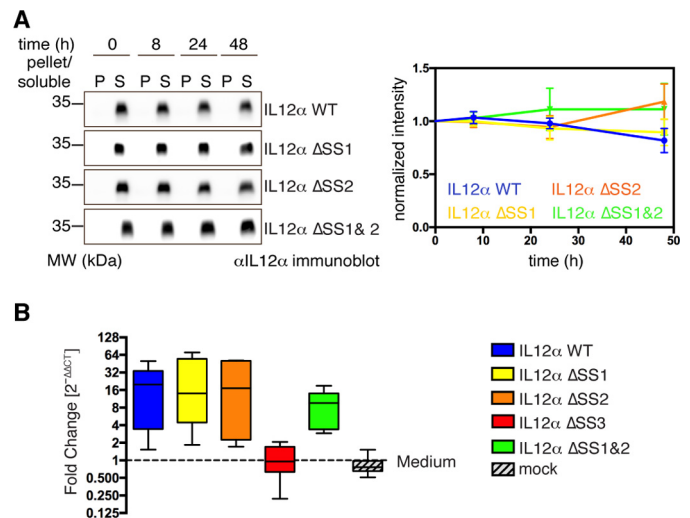 A
time (h) 0 8 24 48
pellet/
soluble P S P S P S P S
35 IL12α WT
35 IL12α ΔSS1
35 IL12α ΔSS2
35 IL12α ΔSS1& 2
MW (kDa) αIL12α immunoblot
normalized intensity
1.5
1.0
0.5
0.0
0 10 20 30 40 50
time (h)
IL12α WT IL12α ΔSS2
IL12α ΔSS1 IL12α ΔSS1&2
B
Fold Change [2^-ΔΔCT]
128
64
32
16
8
4
2
1
0.500
0.250
0.125
Medium
IL12α WT
IL12α ΔSS1
IL12α ΔSS2
IL12α ΔSS3
IL12α ΔSS1&2
mock